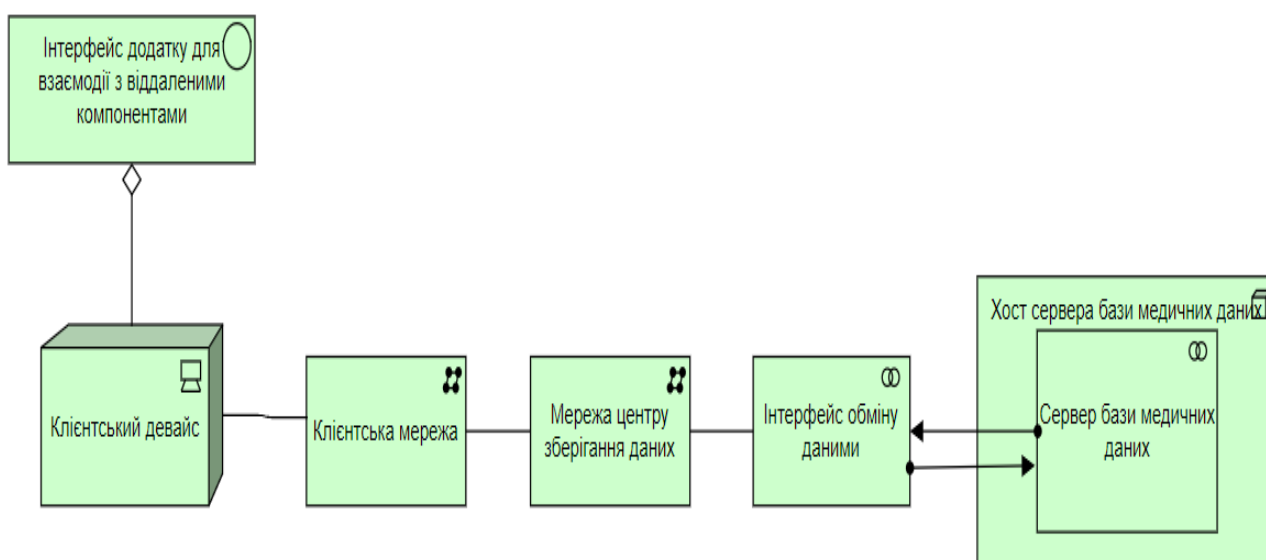 Інтерфейс додатку для
взаємодії з віддаленими
компонентами
Хост сервера бази медичних даних
Клієнтський девайс
Клієнтська мережа
Мережа центру
зберігання даних
Інтерфейс обміну
даними
Сервер бази медичних
даних